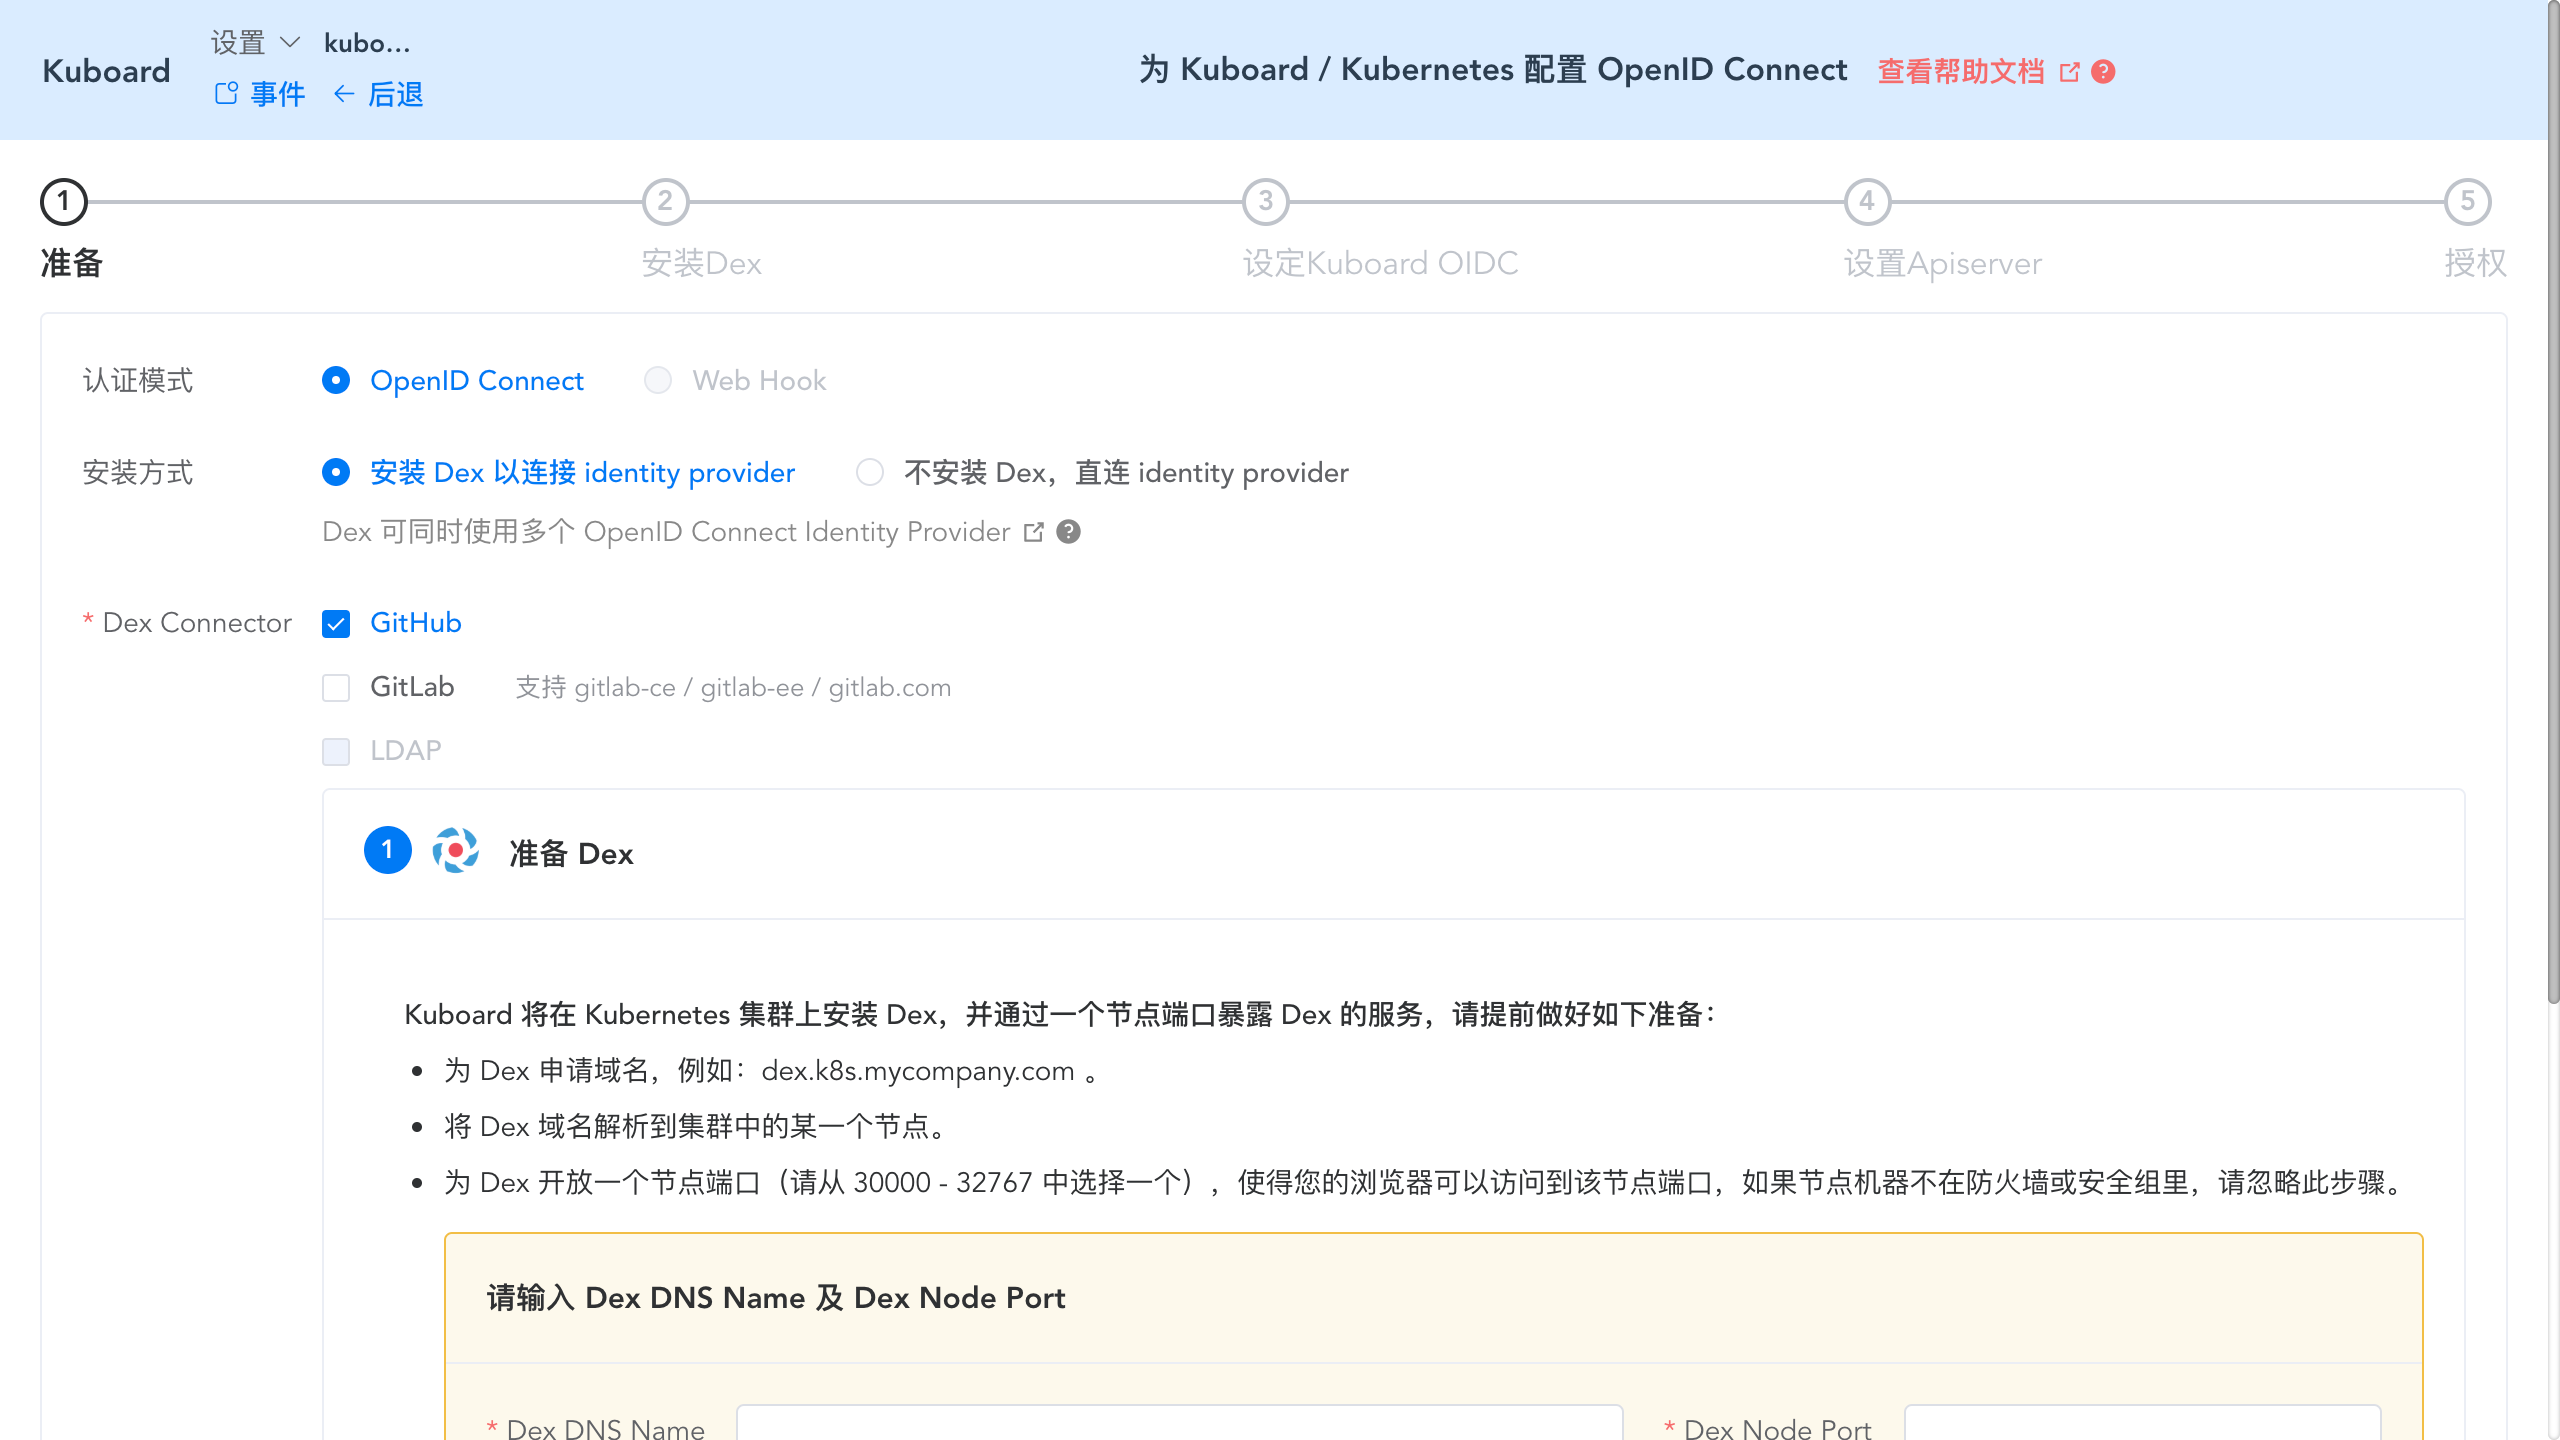 Kuboard
设置 kubo...
事件 后退
为 Kuboard / Kubernetes 配置 OpenID Connect 查看帮助文档
1 2 3 4 5
准备 安装Dex 设定Kuboard OIDC 设置Apiserver 授权
认证模式 OpenID Connect Web Hook
安装方式 安装 Dex 以连接 identity provider 不安装 Dex，直连 identity provider
Dex 可同时使用多个 OpenID Connect Identity Provider
* Dex Connector GitHub
GitLab 支持 gitlab-ce / gitlab-ee / gitlab.com
LDAP
1 准备 Dex
Kuboard 将在 Kubernetes 集群上安装 Dex，并通过一个节点端口暴露 Dex 的服务，请提前做好如下准备：
• 为 Dex 申请域名，例如：dex.k8s.mycompany.com 。
• 将 Dex 域名解析到集群中的某一个节点。
• 为 Dex 开放一个节点端口（请从 30000 - 32767 中选择一个），使得您的浏览器可以访问到该节点端口，如果节点机器不在防火墙或安全组里，请忽略此步骤。
请输入 Dex DNS Name 及 Dex Node Port
* Dex DNS Name * Dex Node Port